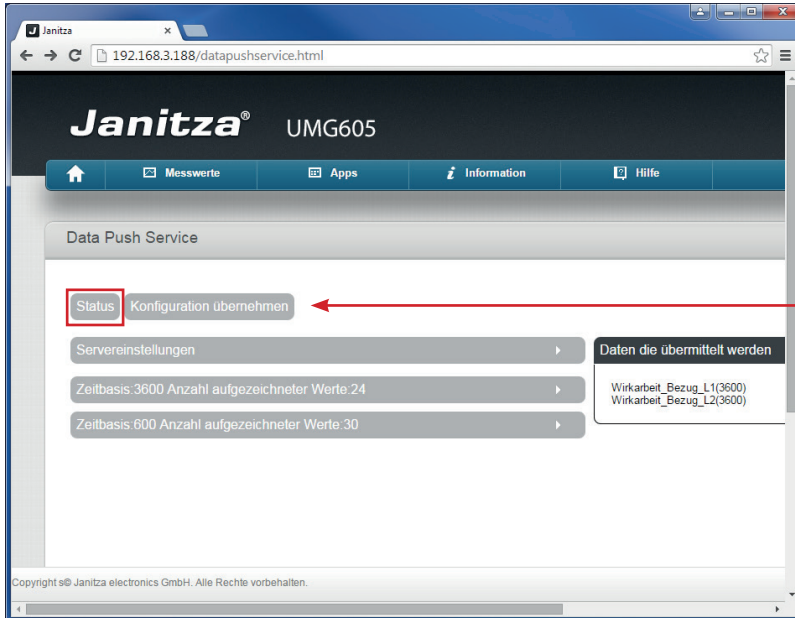 Janitza
192.168.3.188/datapushservice.html
Janitza® UMG605
Messwerte Apps Information Hilfe
Data Push Service
Status Konfiguration übernehmen
Servereinstellungen
Daten die übermittelt werden
Zeitbasis:3600 Anzahl aufgezeichneter Werte:24
Wirkarbeit_Bezug_L1(3600)
Wirkarbeit_Bezug_L2(3600)
Zeitbasis:600 Anzahl aufgezeichneter Werte:30
Copyright s© Janitza electronics GmbH. Alle Rechte vorbehalten.